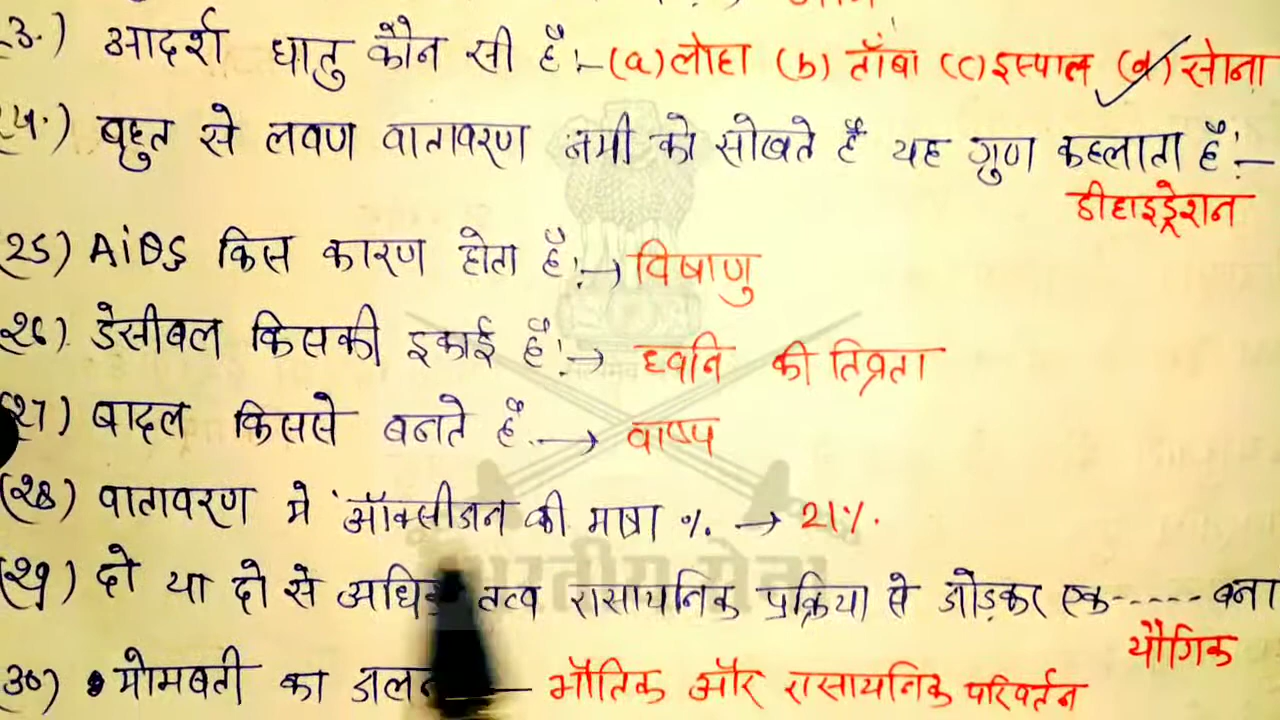 23.) आदर्श धातु कौन सी है :- (a) लोहा (b) ताँबा (c) इस्पात (d) सोना
24.) बहुत से लवण वातावरण नमी को सोखते है यह गुण कहलाता है :-
डीहाइड्रेशन
(25) AiDS किस कारण होता है :→ विषाणु
(26) डेसीबल किसकी इकाई है :→ ध्वनि की तिव्रता
(27) बादल किससे बनते है .→ वाष्प
(28) वातावरण मे ऑक्सीजन की मात्रा % → 21%.
(29) दो या दो से अधिक तत्व रासायनिक प्रक्रिया से जोड़कर एक ------ बना
यौगिक
30) मोमबती का — भौतिक और रासायनिक परिवर्तन
भारतीय सेना